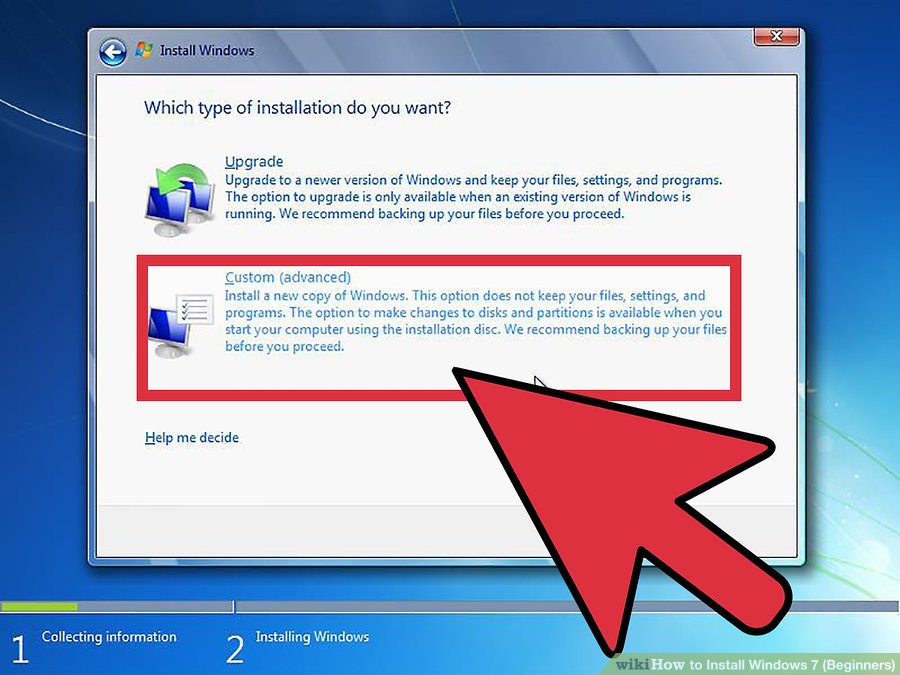 Install Windows
Which type of installation do you want?
Upgrade
Upgrade to a newer version of Windows and keep your files, settings, and programs.
The option to upgrade is only available when an existing version of Windows is
running. We recommend backing up your files before you proceed.
Custom (advanced)
Install a new copy of Windows. This option does not keep your files, settings, and
programs. The option to make changes to disks and partitions is available when you
start your computer using the installation disc. We recommend backing up your files
before you proceed.
Help me decide
1 Collecting information
2 Installing Windows
wikiHow to Install Windows 7 (Beginners)